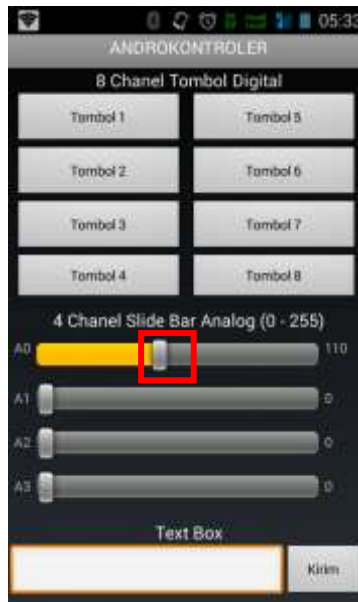 05:33
ANDROKONTROLER
8 Chanel Tombol Digital
Tombol 1 Tombol 5
Tombol 2 Tombol 6
Tombol 3 Tombol 7
Tombol 4 Tombol 8
4 Chanel Slide Bar Analog (0 - 255)
A0 110
A1 0
A2 0
A3 0
Text Box
Kirim